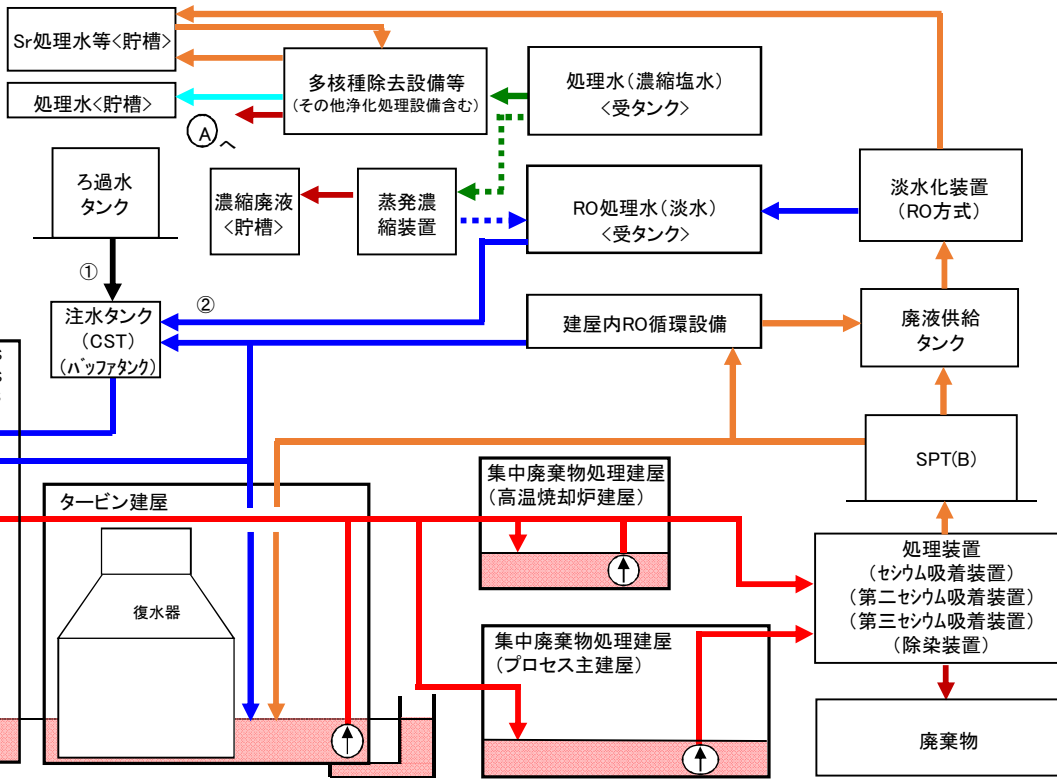 Sr処理水等<貯槽>
処理水<貯槽>
多核種除去設備等
(その他浄化処理設備含む)
処理水(濃縮塩水)
<受タンク>
Aへ
ろ過水
タンク
濃縮廃液
<貯槽>
蒸発濃
縮装置
RO処理水(淡水)
<受タンク>
淡水化装置
(RO方式)
①
②
注水タンク
(CST)
(バッファタンク)
建屋内RO循環設備
廃液供給
タンク
SPT(B)
タービン建屋
復水器
集中廃棄物処理建屋
(高温焼却炉建屋)
集中廃棄物処理建屋
(プロセス主建屋)
処理装置
(セシウム吸着装置)
(第二セシウム吸着装置)
(第三セシウム吸着装置)
(除染装置)
廃棄物